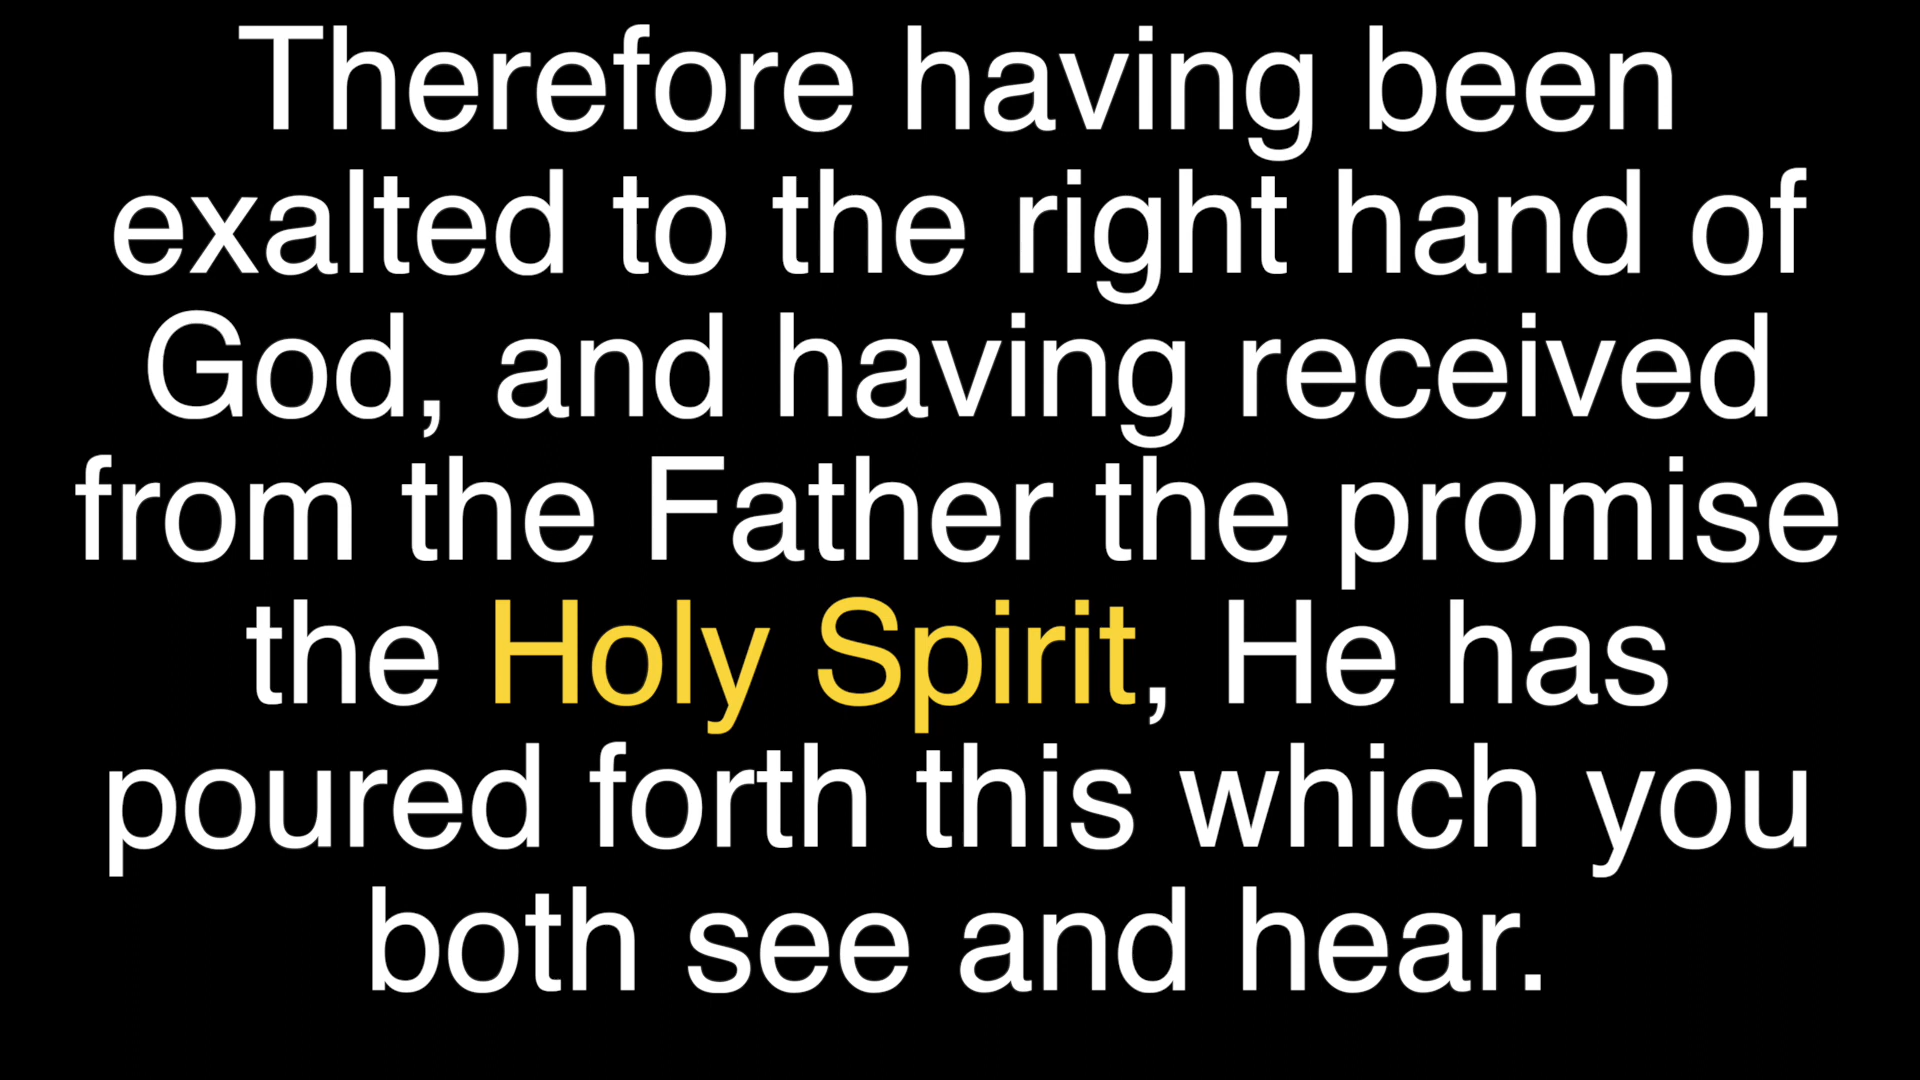 Therefore having been
exalted to the right hand of
God, and having received
from the Father the promise
the Holy Spirit, He has
poured forth this which you
both see and hear.